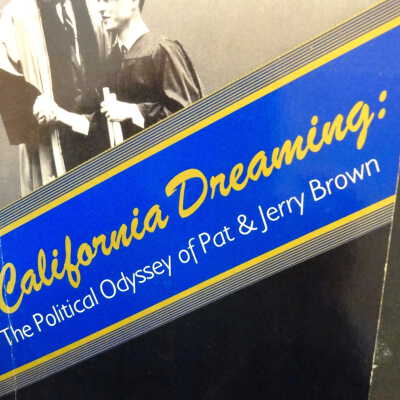 California Dreaming:
The Political Odyssey of Pat & Jerry Brown